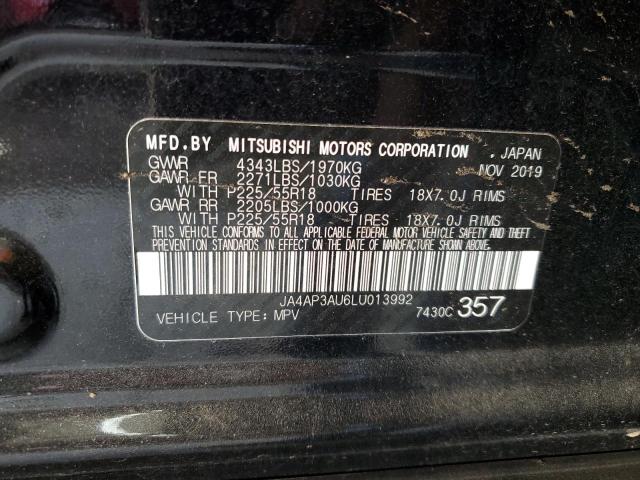 MFD.BY MITSUBISHI MOTORS CORPORATION , JAPAN
GVWR 4343LBS/1970KG NOV 2019
GAWR FR 2271LBS/1030KG
WITH P225/55R18 TIRES 18X7.0J RIMS
GAWR RR 2205LBS/1000KG
WITH P225/55R18 TIRES 18X7.0J RIMS
THIS VEHICLE CONFORMS TO ALL APPLICABLE FEDERAL MOTOR VEHICLE SAFETY AND THEFT
PREVENTION STANDARDS IN EFFECT ON THE DATE OF MANUFACTURE SHOWN ABOVE.
JA4AP3AU6LU013992
VEHICLE TYPE: MPV 7430C 357